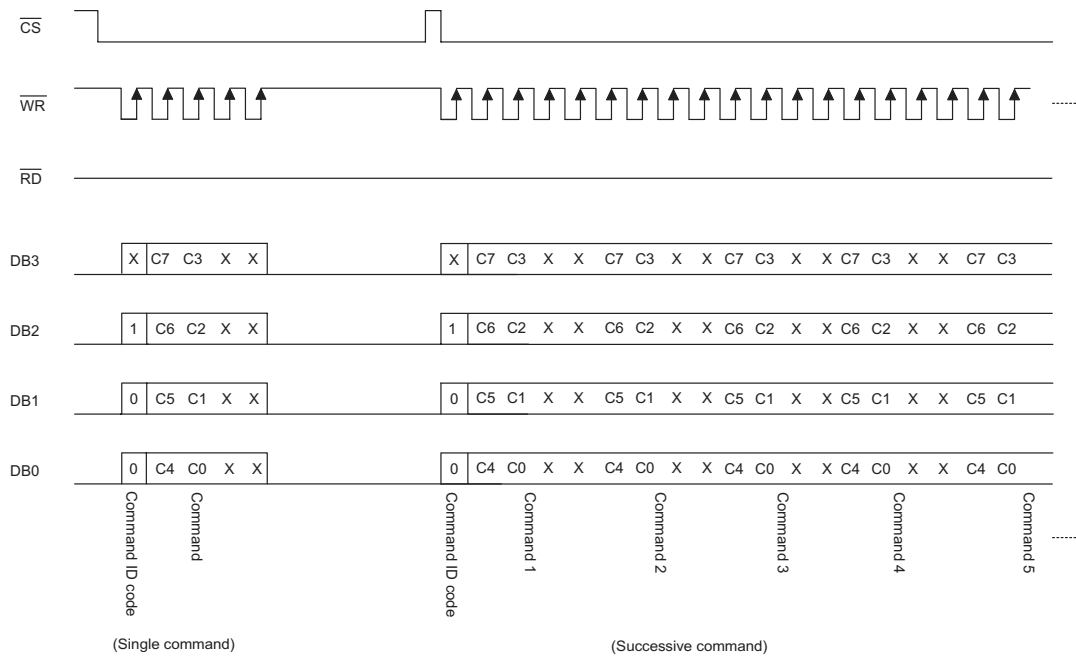 CS
WR
RD
DB3 X C7 C3 X X X C7 C3 X X C7 C3 X X C7 C3 X X C7 C3 X X C7 C3
DB2 1 C6 C2 X X 1 C6 C2 X X C6 C2 X X C6 C2 X X C6 C2 X X C6 C2
DB1 0 C5 C1 X X 0 C5 C1 X X C5 C1 X X C5 C1 X X C5 C1 X X C5 C1
DB0 0 C4 C0 X X 0 C4 C0 X X C4 C0 X X C4 C0 X X C4 C0 X X C4 C0
Command ID code
Command
Command ID code
Command 1
Command 2
Command 3
Command 4
Command 5
(Single command)
(Successive command)